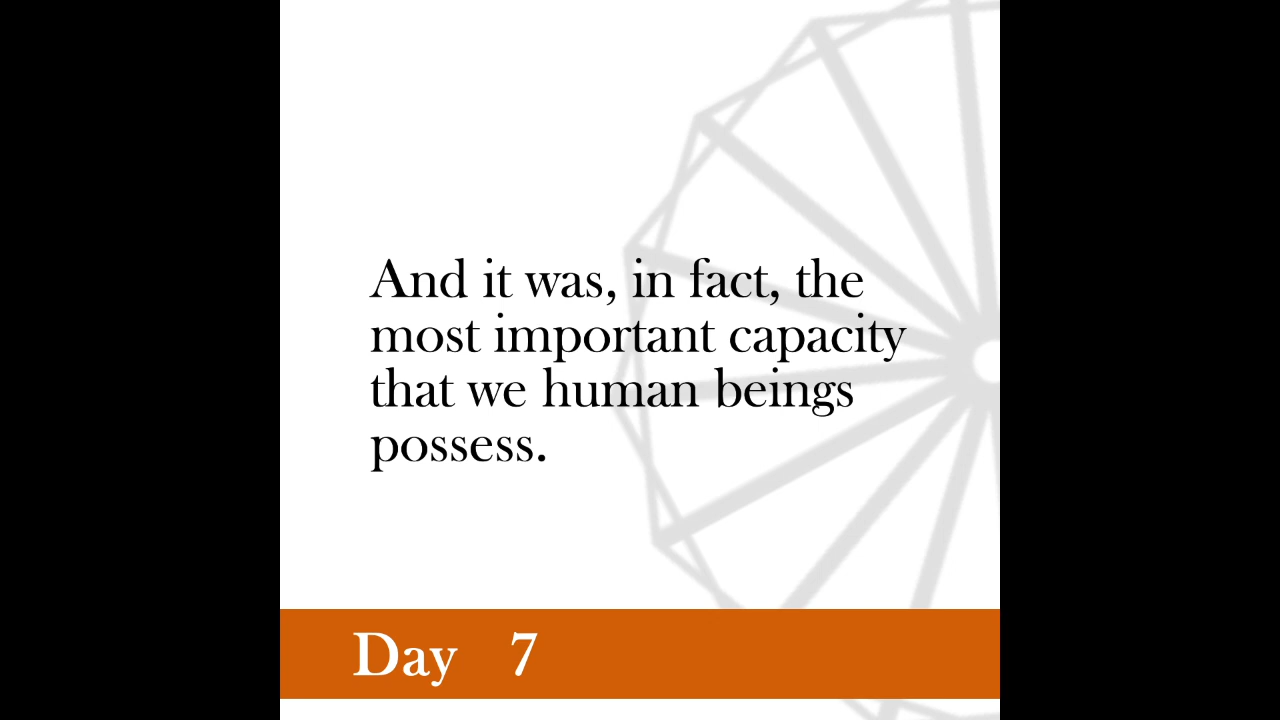 And it was, in fact, the
most important capacity
that we human beings
possess.
Day 7